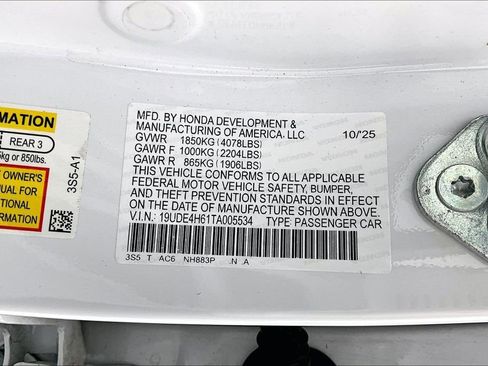 MFD. BY HONDA DEVELOPMENT &
MANUFACTURING OF AMERICA, LLC 10/'25
GVWR 1850KG(4078LBS)
GAWR F 1000KG(2204LBS)
GAWR R 865KG(1906LBS)
THIS VEHICLE CONFORMS TO ALL APPLICABLE
FEDERAL MOTOR VEHICLE SAFETY, BUMPER,
AND THEFT PREVENTION STANDARDS IN EFFECT
ON THE DATE OF MANUFACTURE SHOWN ABOVE.
V.I.N.: 19UDE4H61TA005534 TYPE:PASSENGER CAR
3S5 T AC6 NH883P .N .A
MATION
REAR 3
kg or 850lbs.
OWNER'S
UAL FOR
TIONAL
RMATION
3S5-A1